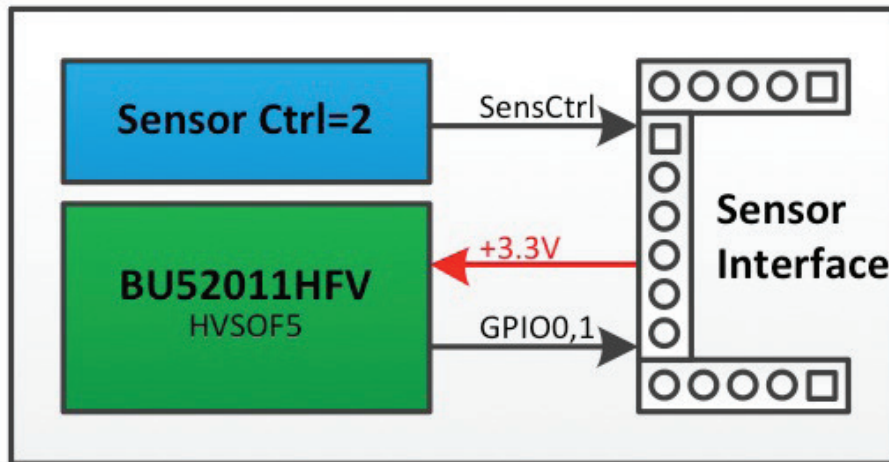 Sensor Ctrl=2
SensCtrl
+3.3V
BU52011HFV
HVSOF5
GPIO0,1
Sensor
Interface